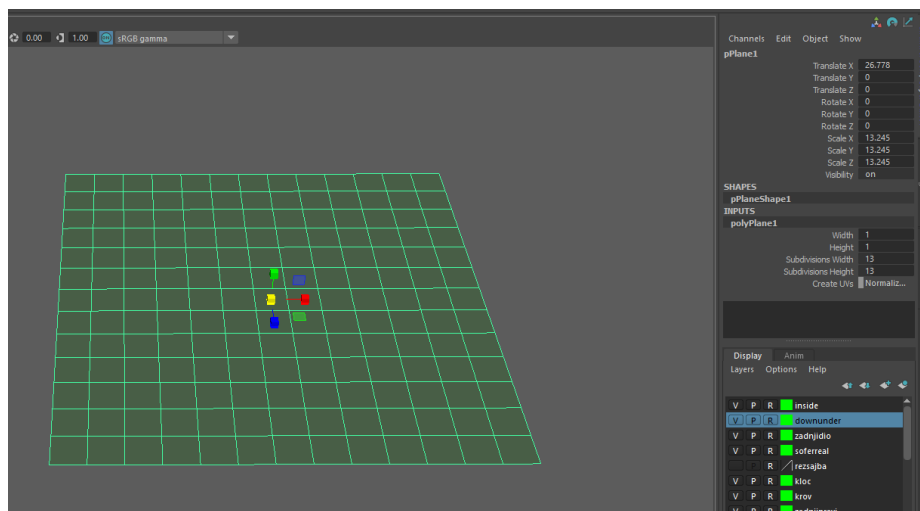 0.00 1.00 sRGB gamma
Channels Edit Object Show
pPlane1
Translate X 26.778
Translate Y 0
Translate Z 0
Rotate X 0
Rotate Y 0
Rotate Z 0
Scale X 13.245
Scale Y 13.245
Scale Z 13.245
Visibility on
SHAPES
pPlaneShape1
INPUTS
polyPlane1
Width 1
Height 1
Subdivisions Width 13
Subdivisions Height 13
Create UVs Normaliz...
Display Anim
Layers Options Help
V P R inside
V P R downunder
V P R zadnjidio
V P R soferreal
R rezsajba
V P R kloc
V P R krov
V P R